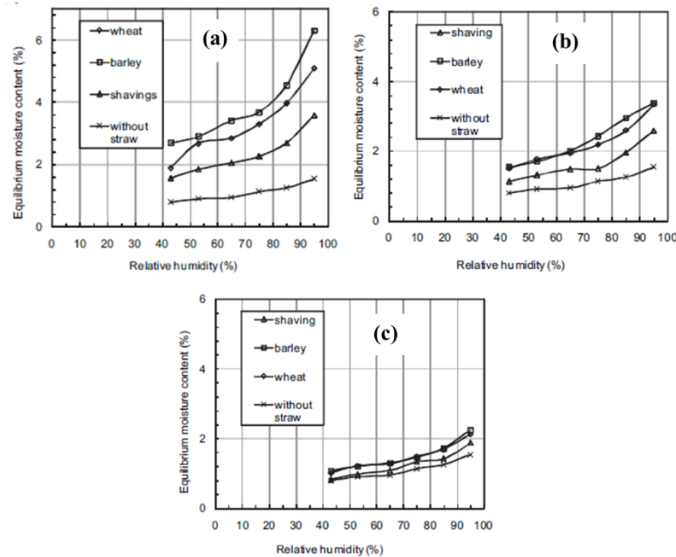 (a)
wheat
barley
shavings
without
straw
Equilibrium moisture content (%)
6
4
2
0
0 10 20 30 40 50 60 70 80 90 100
Relative humidity (%)
(b)
shaving
barley
wheat
without
straw
Equilibrium moisture content (%)
6
4
2
0
0 10 20 30 40 50 60 70 80 90 100
Relative humidity (%)
(c)
shaving
barley
wheat
without
straw
Equilibrium moisture content (%)
6
4
2
0
0 10 20 30 40 50 60 70 80 90 100
Relative humidity (%)